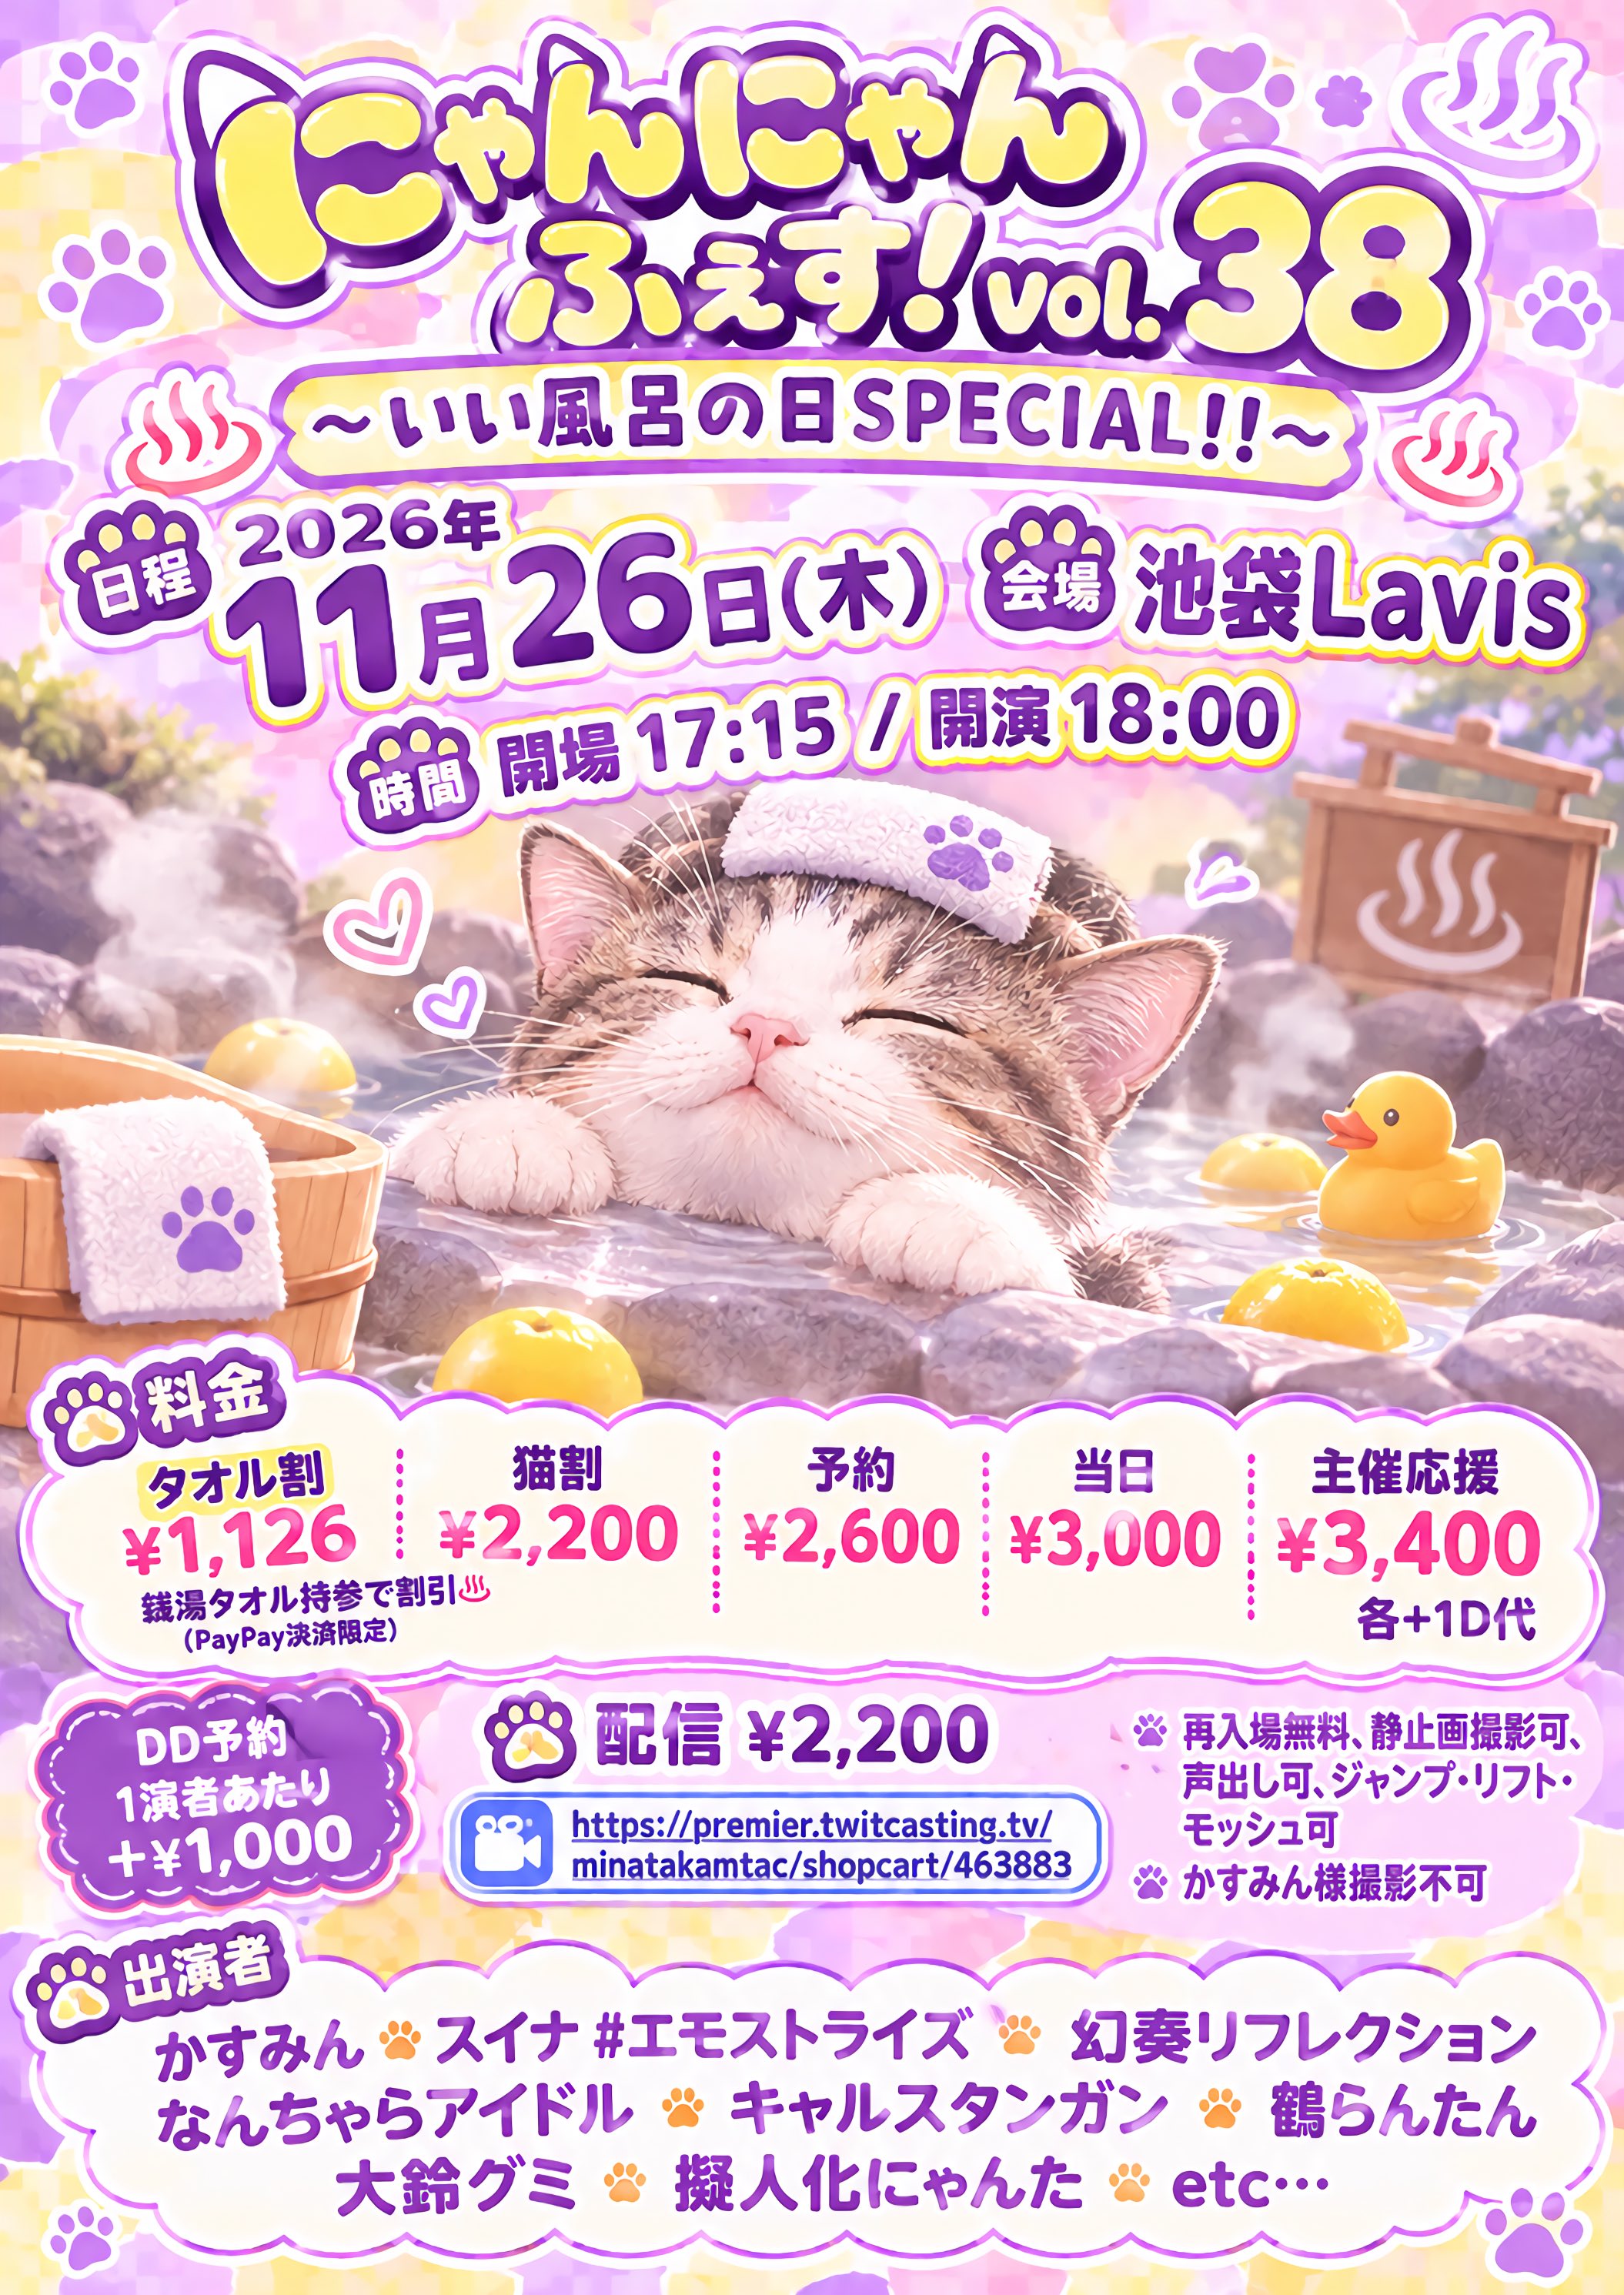 にゃんにゃん
ふぇす!vol.38
～いい風呂の日SPECIAL!!～
日程
2026年
11月26日(木)
会場
池袋Lavis
時間
開場 17:15 / 開演 18:00
料金
タオル割
¥1,126
銭湯タオル持参で割引♨
(PayPay決済限定)
猫割
¥2,200
予約
¥2,600
当日
¥3,000
主催応援
¥3,400
各+1D代
DD予約
1演者あたり
+¥1,000
配信 ¥2,200
https://premier.twitcasting.tv/
minatakamtac/shopcart/463883
再入場無料、静止画撮影可、
声出し可、ジャンプ・リフト・
モッシュ可
かすみん様撮影不可
出演者
かすみん スイナ #エモストライズ 幻奏リフレクション
なんちゃらアイドル キャルスタンガン 鶴らんたん
大鈴グミ 擬人化にゃんた etc…